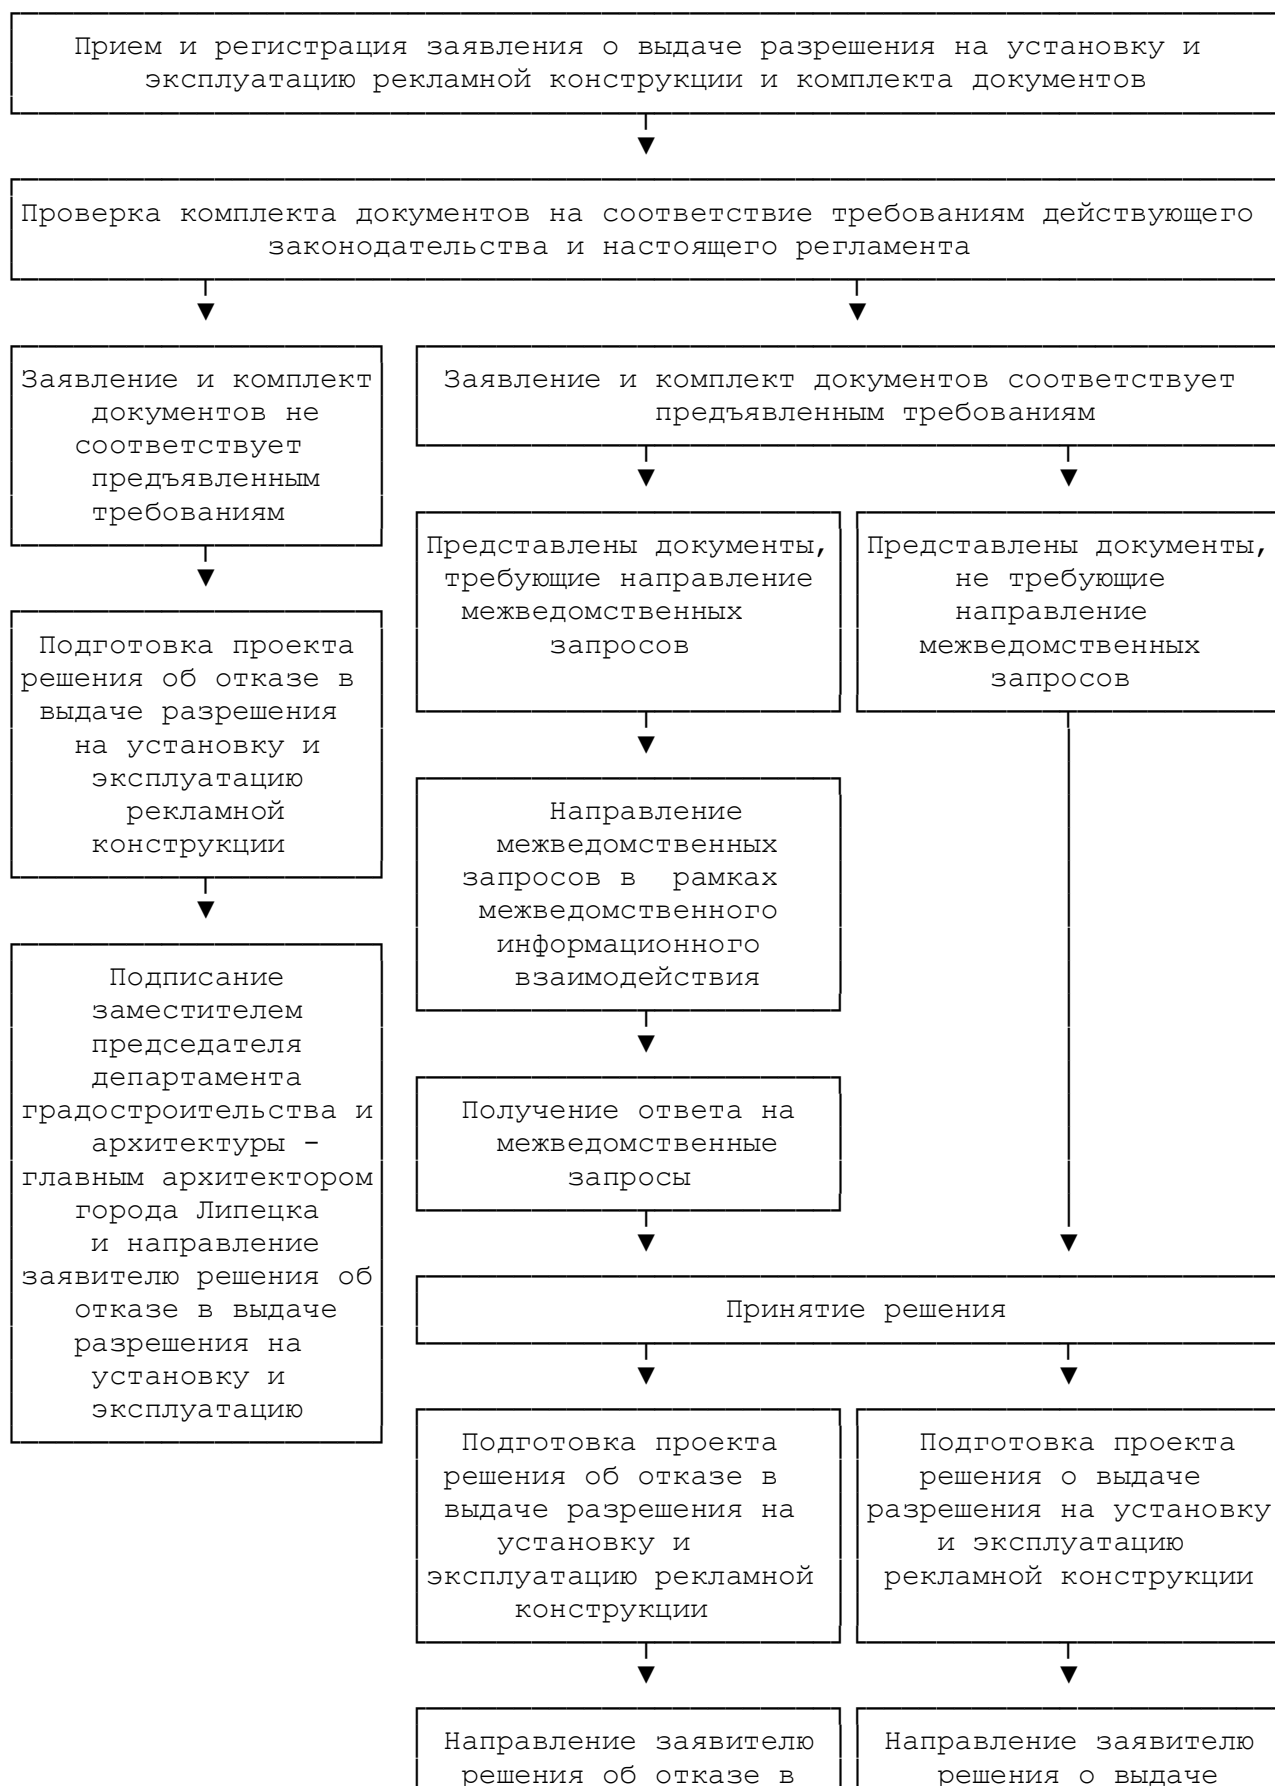 Прием и регистрация заявления о выдаче разрешения на установку и
эксплуатацию рекламной конструкции и комплекта документов
Проверка комплекта документов на соответствие требованиям действующего
законодательства и настоящего регламента
Заявление и комплект
документов не
соответствует
предъявленным
требованиям
Заявление и комплект документов соответствует
предъявленным требованиям
Представлены документы,
требующие направление
межведомственных
запросов
Представлены документы,
не требующие
направление
межведомственных
запросов
Подготовка проекта
решения об отказе в
выдаче разрешения
на установку и
эксплуатацию
рекламной
конструкции
Направление
межведомственных
запросов в  рамках
межведомственного
информационного
взаимодействия
Подписание
заместителем
председателя
департамента
градостроительства и
архитектуры -
главным архитектором
города Липецка
и направление
заявителю решения об
отказе в выдаче
разрешения на
установку и
эксплуатацию
Получение ответа на
межведомственные
запросы
Принятие решения
Подготовка проекта
решения об отказе в
выдаче разрешения на
установку и
эксплуатацию рекламной
конструкции
Подготовка проекта
решения о выдаче
разрешения на установку
и эксплуатацию
рекламной конструкции
Направление заявителю
решения об отказе в
Направление заявителю
решения о выдаче